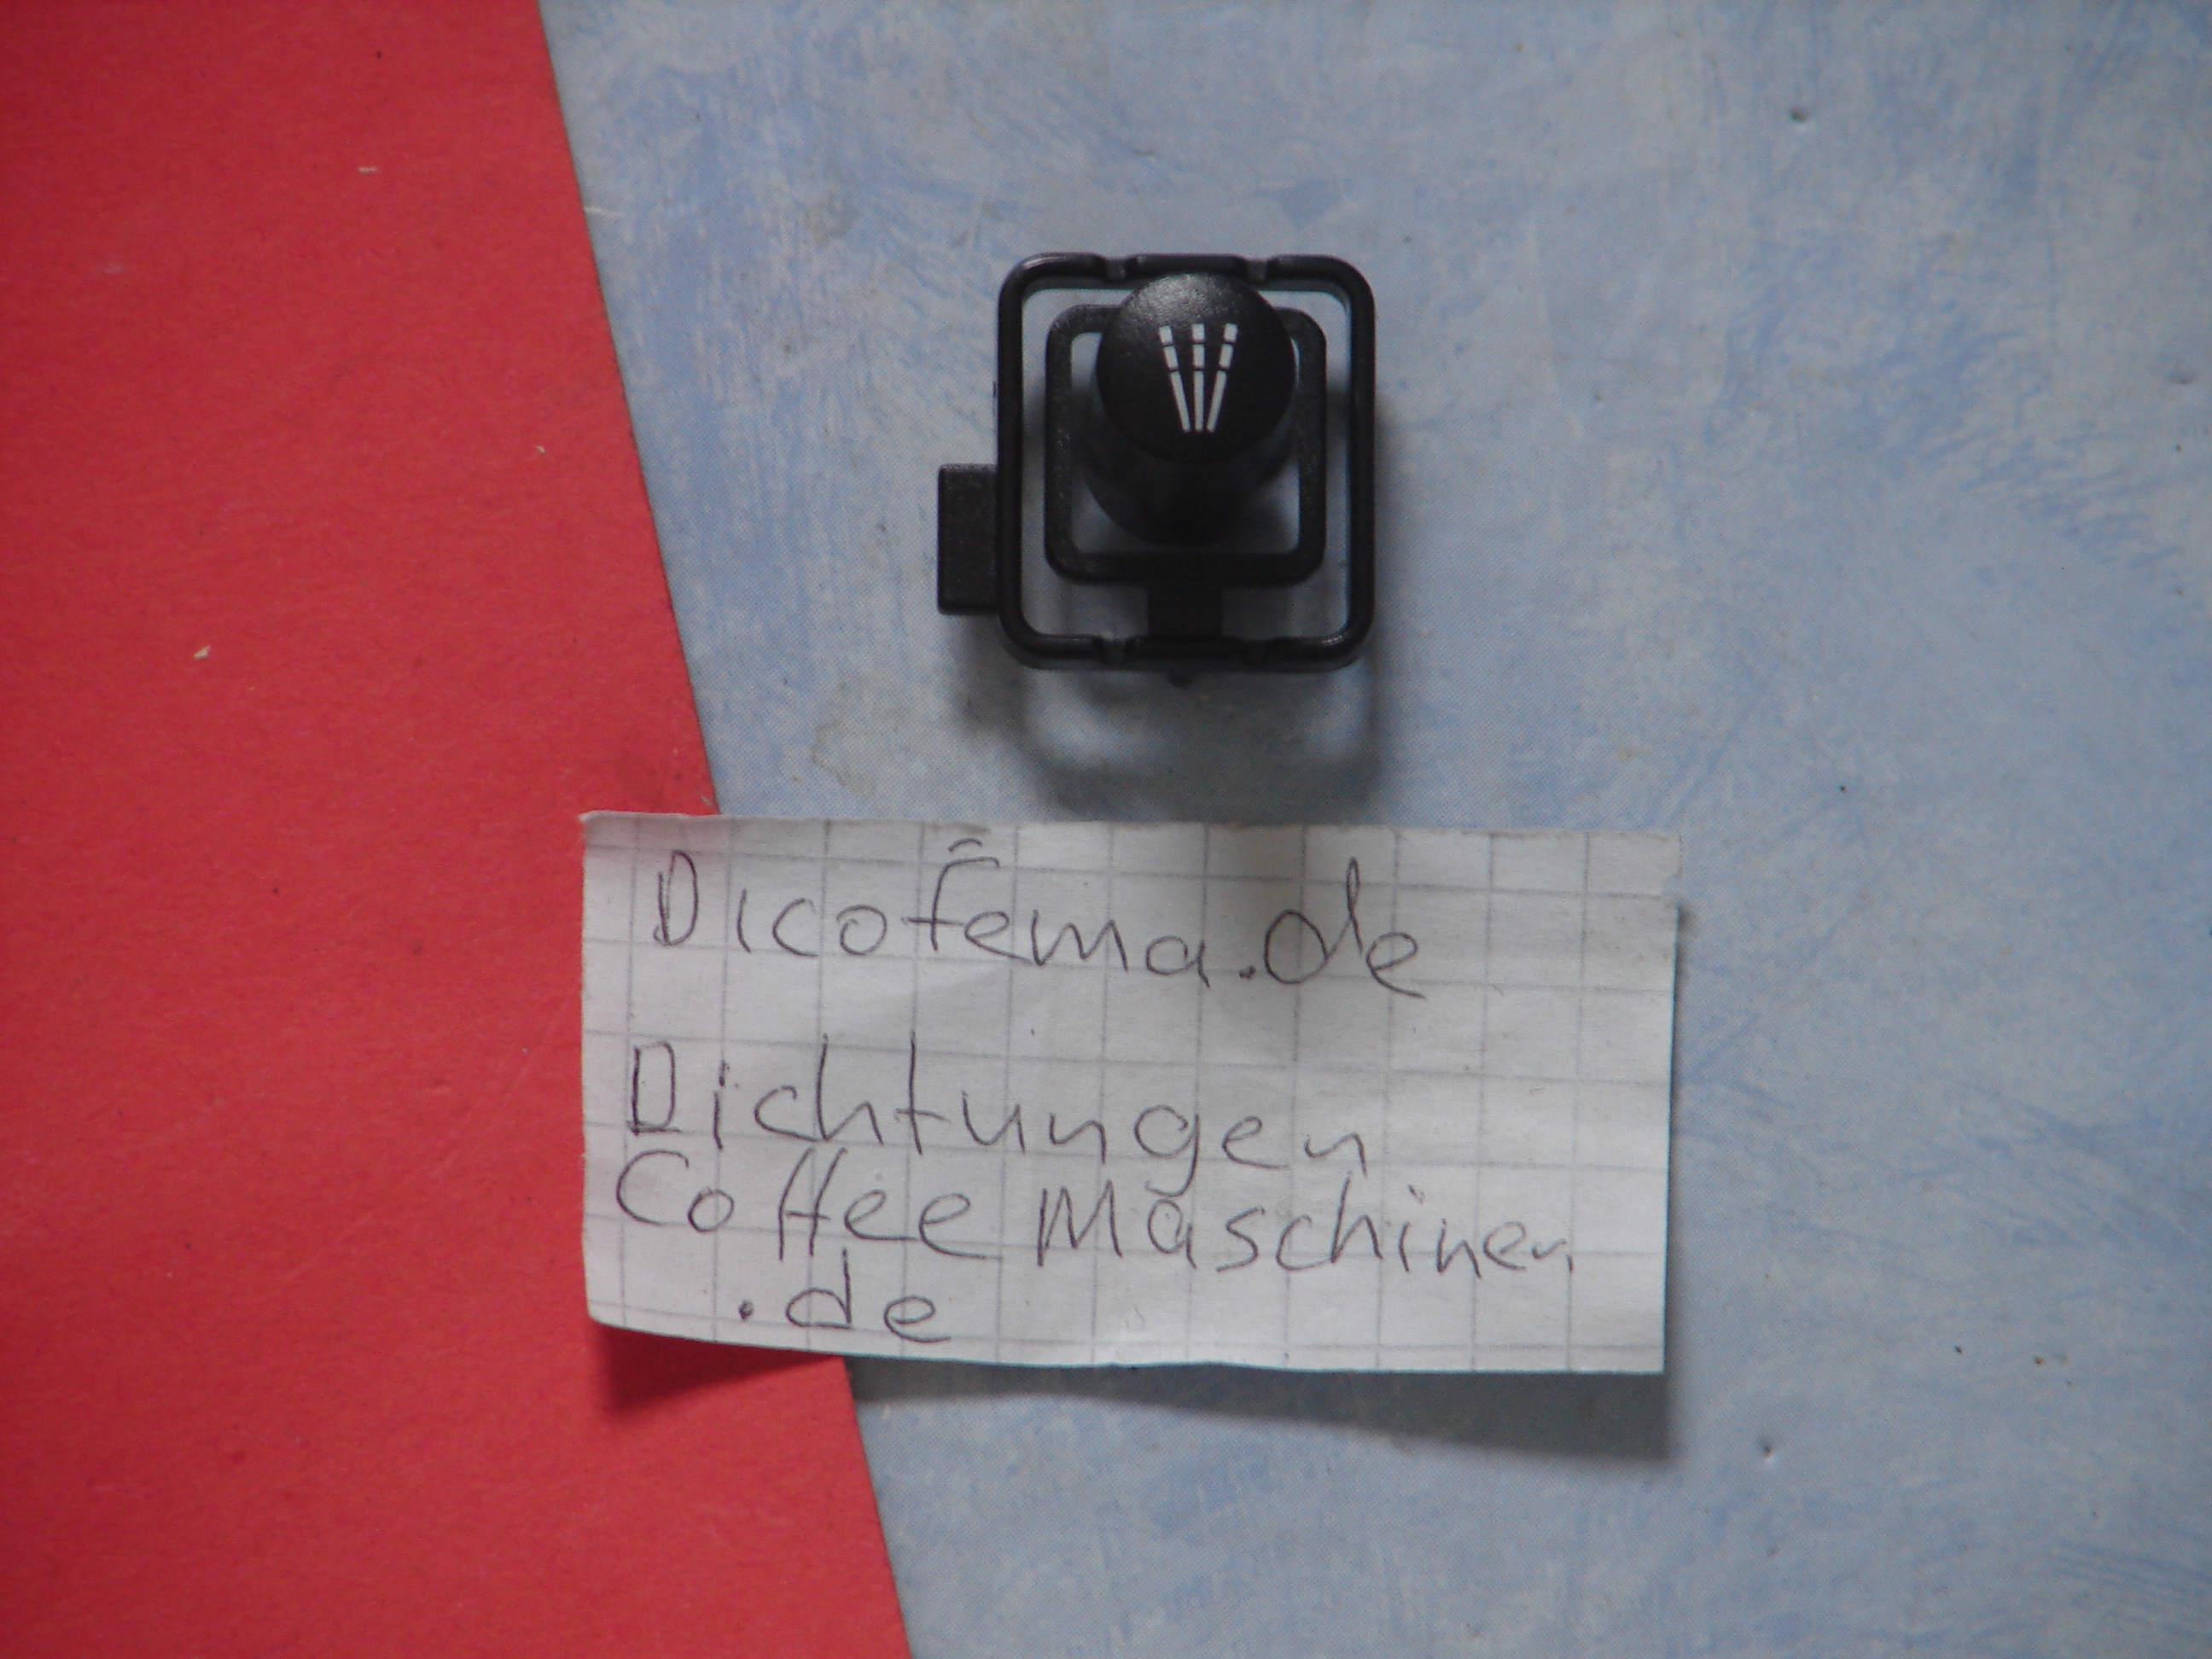 Dicofema.de
Dichtungen
Coffee Maschinen
.de